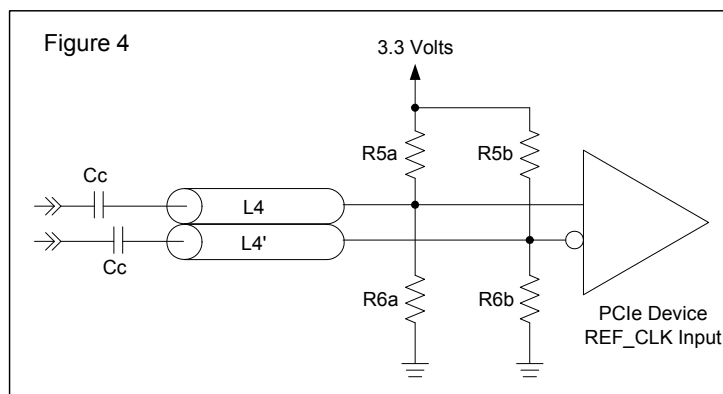 Figure 4
3.3 Volts
R5a
R5b
Cc
L4
L4'
Cc
R6a
R6b
PCIe Device
REF_CLK Input